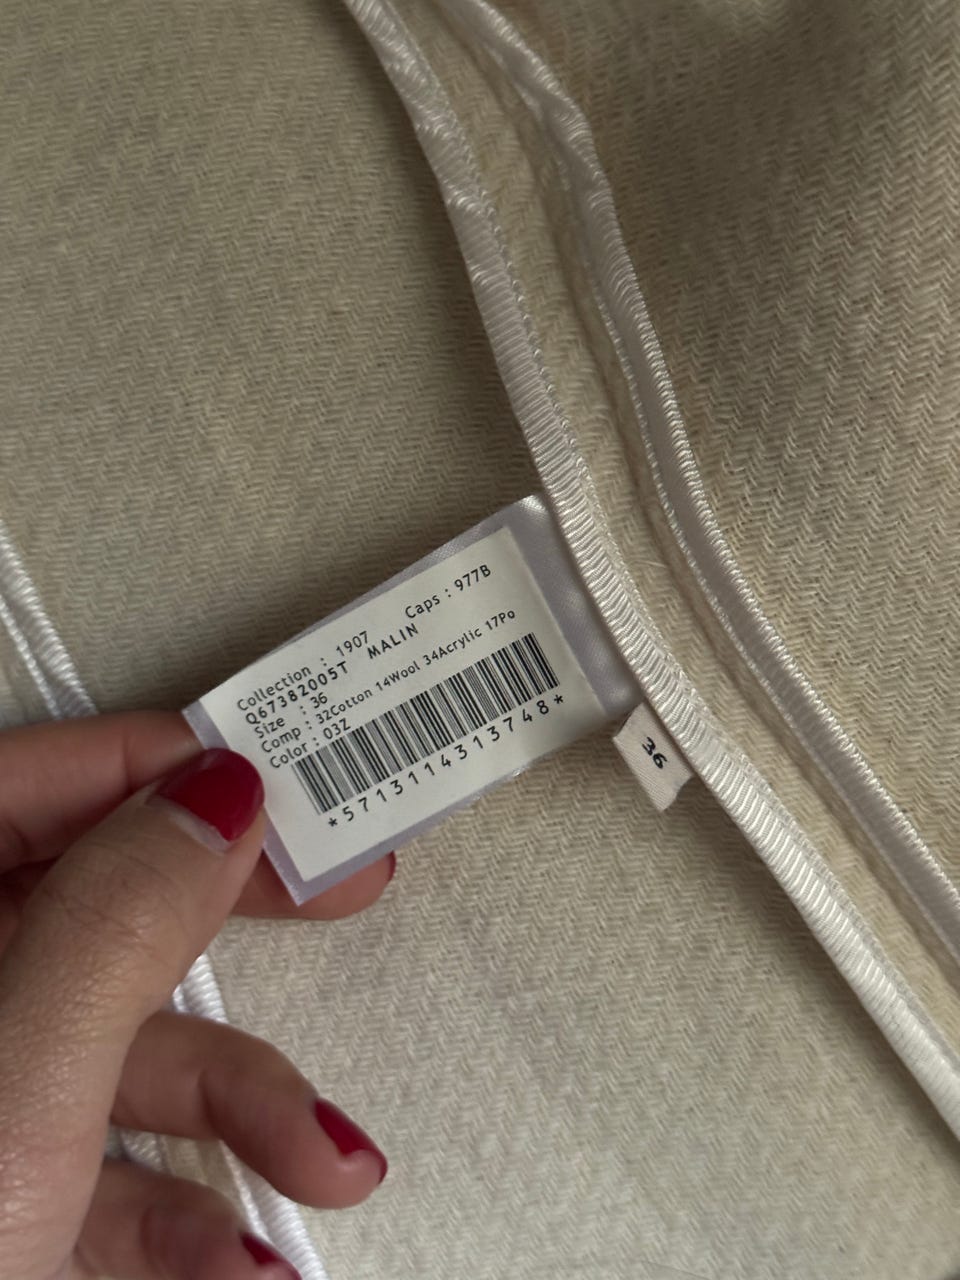 Collection : 1907 Caps : 977B
Q67382005T MALIN
Size : 36
Comp : 32Cotton 14Wool 34Acrylic 17Po
Color : 03Z
*5713114313748*
36